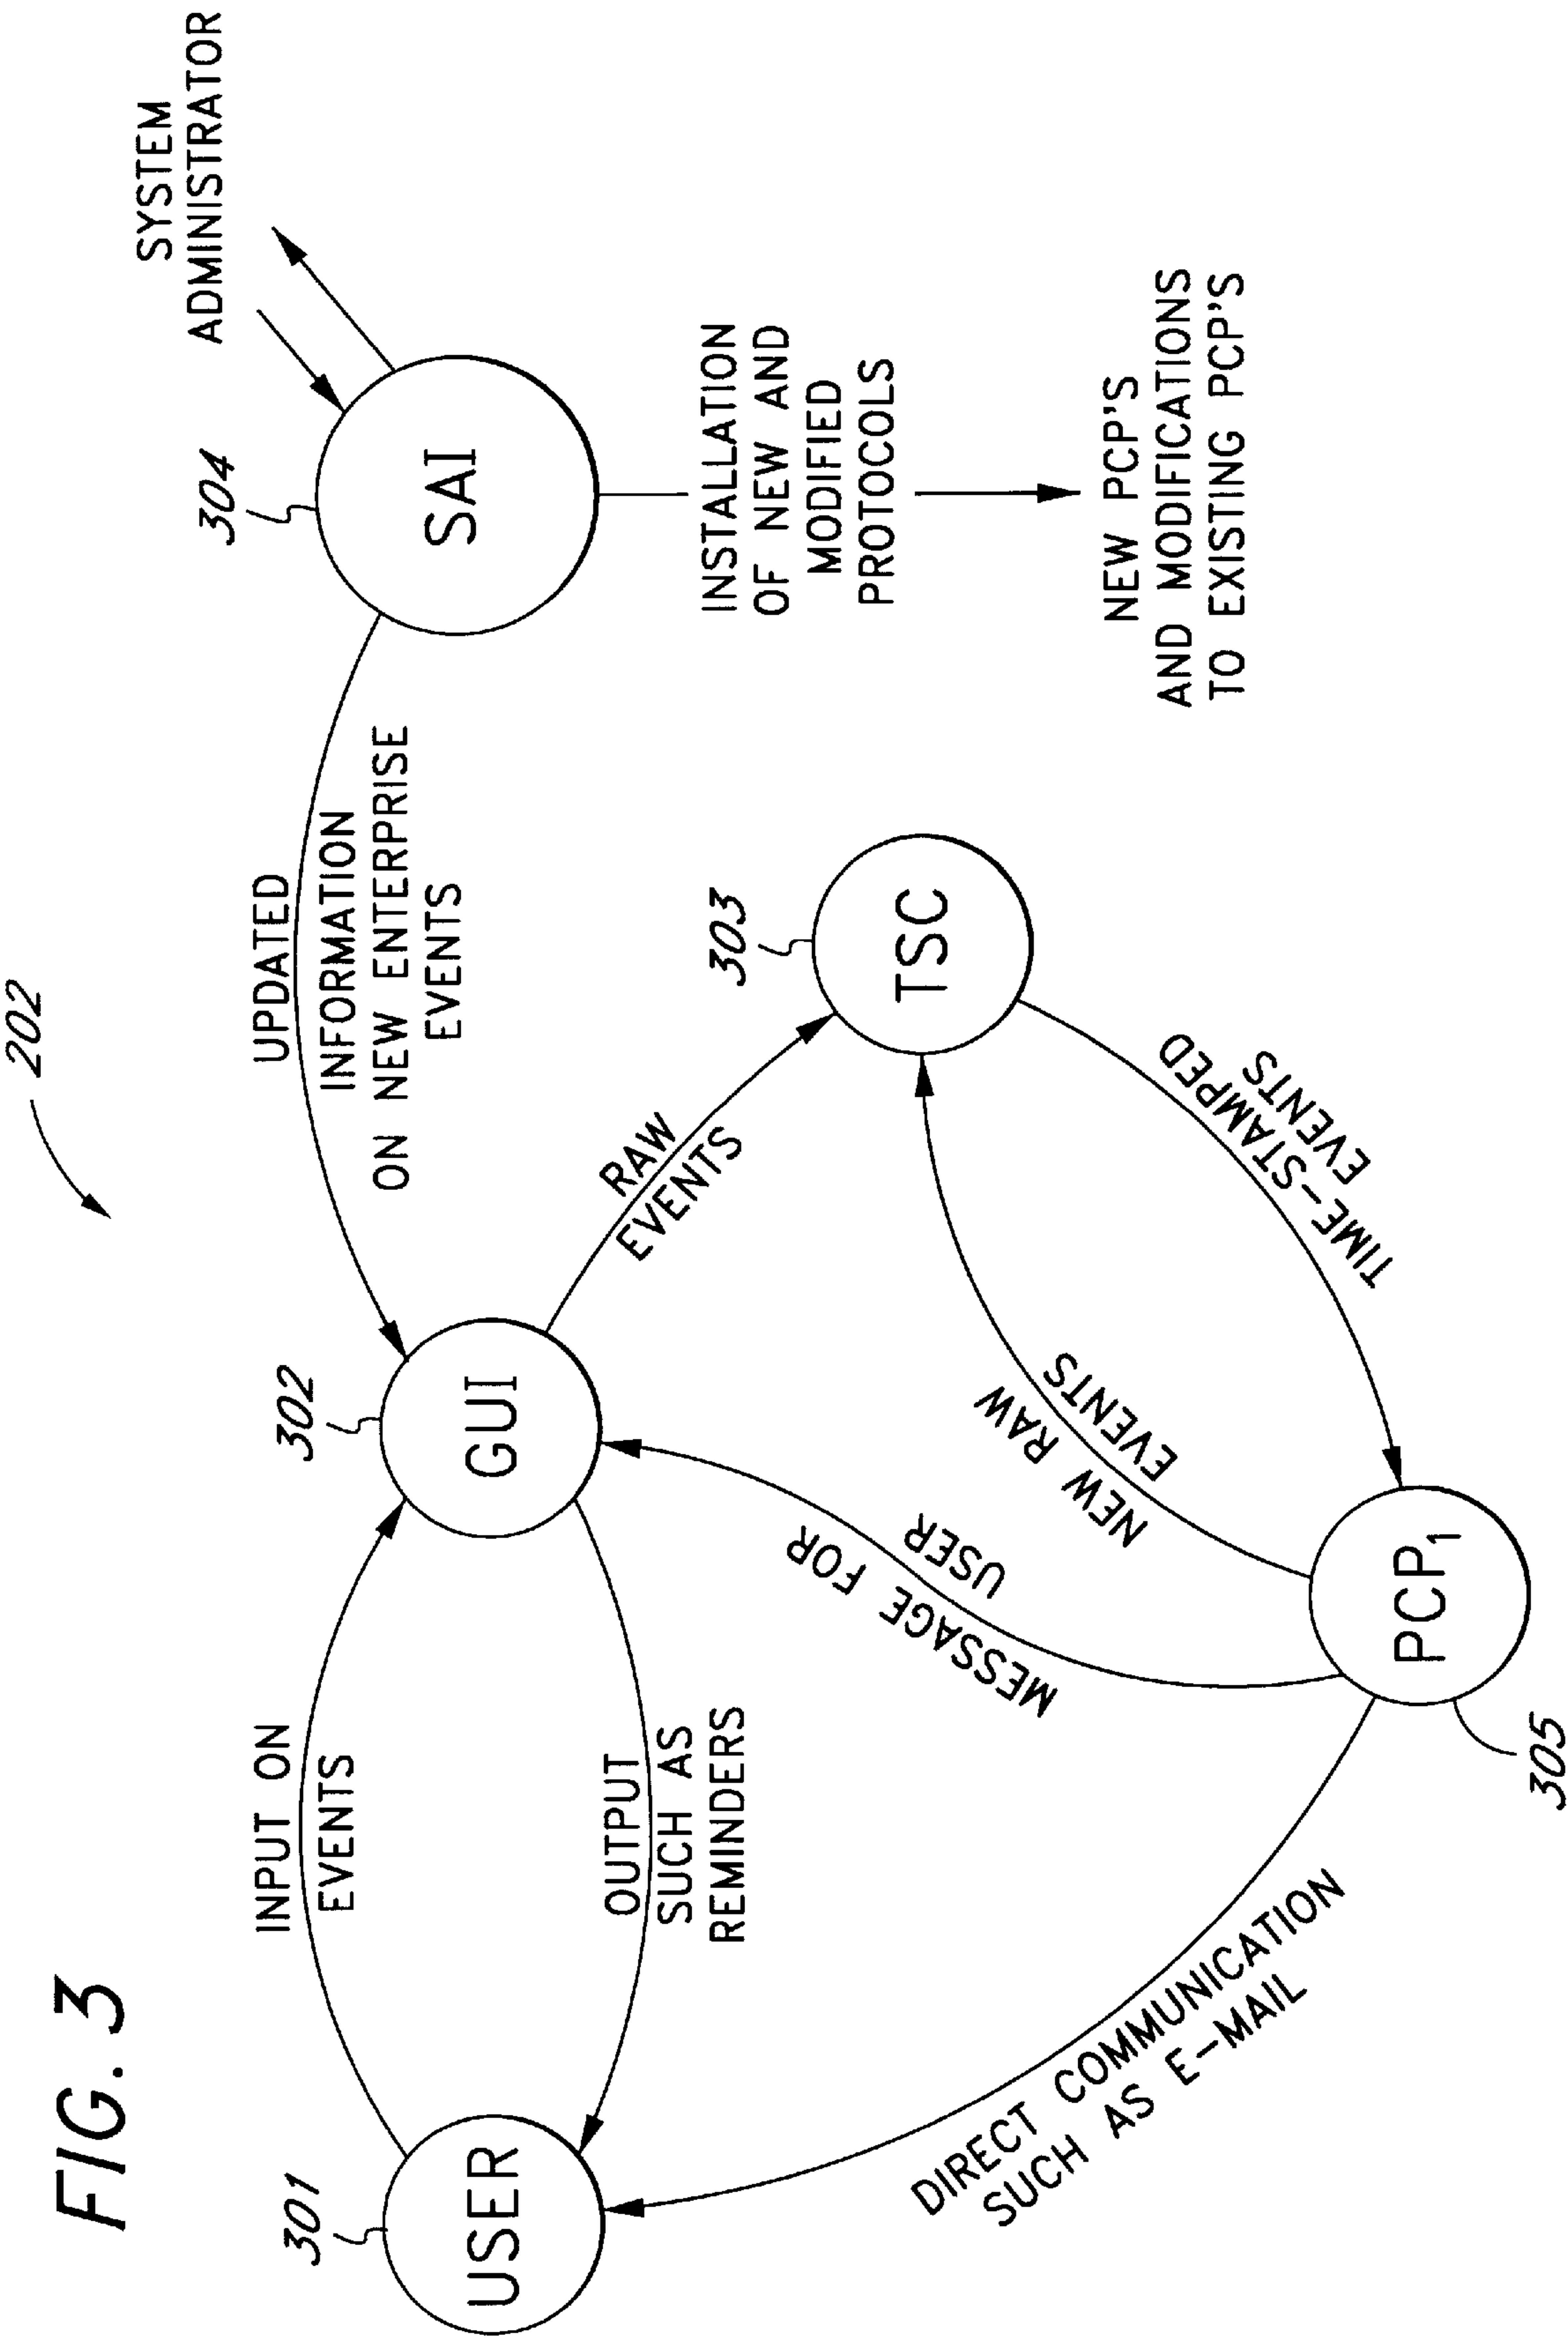 FIG. 3
202
301
USER
INPUT ON
EVENTS
OUTPUT
SUCH AS
REMINDERS
302
GUI
UPDATED
INFORMATION
ON NEW ENTERPRISE
EVENTS
304
SAI
SYSTEM
ADMINISTRATOR
INSTALLATION
OF NEW AND
MODIFIED
PROTOCOLS
NEW PCP'S
AND MODIFICATIONS
TO EXISTING PCP'S
RAW
EVENTS
303
TSC
MESSAGE FOR
USER
NEW RAW
EVENTS
TIME-STAMPED
EVENTS
DIRECT COMMUNICATION
SUCH AS E-MAIL
PCP₁
305